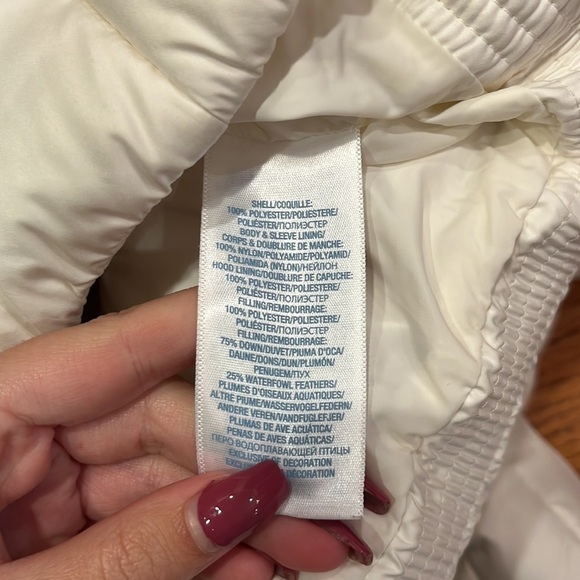 SHELL/COQUILLE:
100% POLYESTER/POLIESTERE/
POLIÉSTER/ПОЛИЭСТЕР
BODY & SLEEVE LINING/
CORPS & DOUBLURE DE MANCHE:
100% NYLON/POLYAMIDE/POLYAMID/
POLIAMIDA (NYLON)/НЕЙЛОН
HOOD LINING/DOUBLURE DE CAPUCHE:
100% POLYESTER/POLIESTERE/
POLIÉSTER/ПОЛИЭСТЕР
FILLING/REMBOURRAGE:
100% POLYESTER/POLIESTERE/
POLIÉSTER/ПОЛИЭСТЕР
FILLING/REMBOURRAGE:
75% DOWN/DUVET/PIUMA D'OCA/
DAUNE/DONS/DUN/PLUMÓN/
PENUGEM/ПУХ
25% WATERFOWL FEATHERS/
PLUMES D'OISEAUX AQUATIQUES/
ALTRE PIUME/WASSERVOGELFEDERN/
ANDERE VEREN/VANDFUGLEFJER/
PLUMAS DE AVE ACUÁTICA/
PENAS DE AVES AQUÁTICAS/
ПЕРО ВОДОПЛАВАЮЩЕЙ ПТИЦЫ
EXCLUSIVE OF DECORATION
EXCLUS DÉCORATION